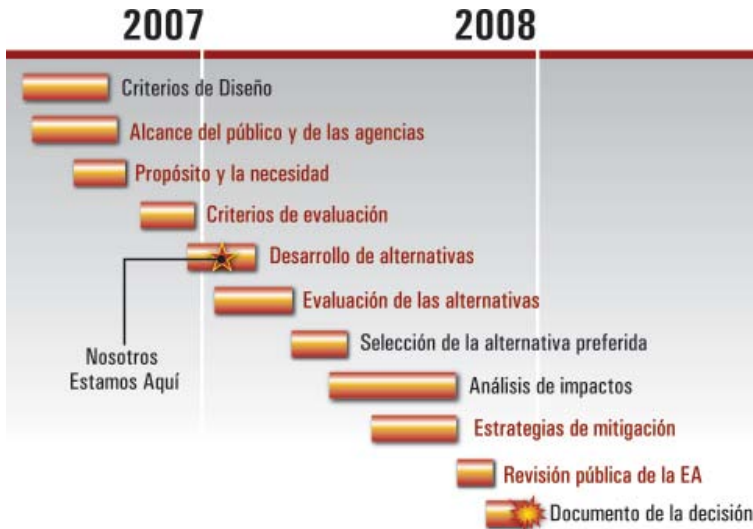 2007
2008
Criterios de Diseño
Alcance del público y de las agencias
Propósito y la necesidad
Criterios de evaluación
Desarrollo de alternativas
Evaluación de las alternativas
Selección de la alternativa preferida
Nosotros
Estamos Aquí
Análisis de impactos
Estrategias de mitigación
Revisión pública de la EA
Documento de la decisión